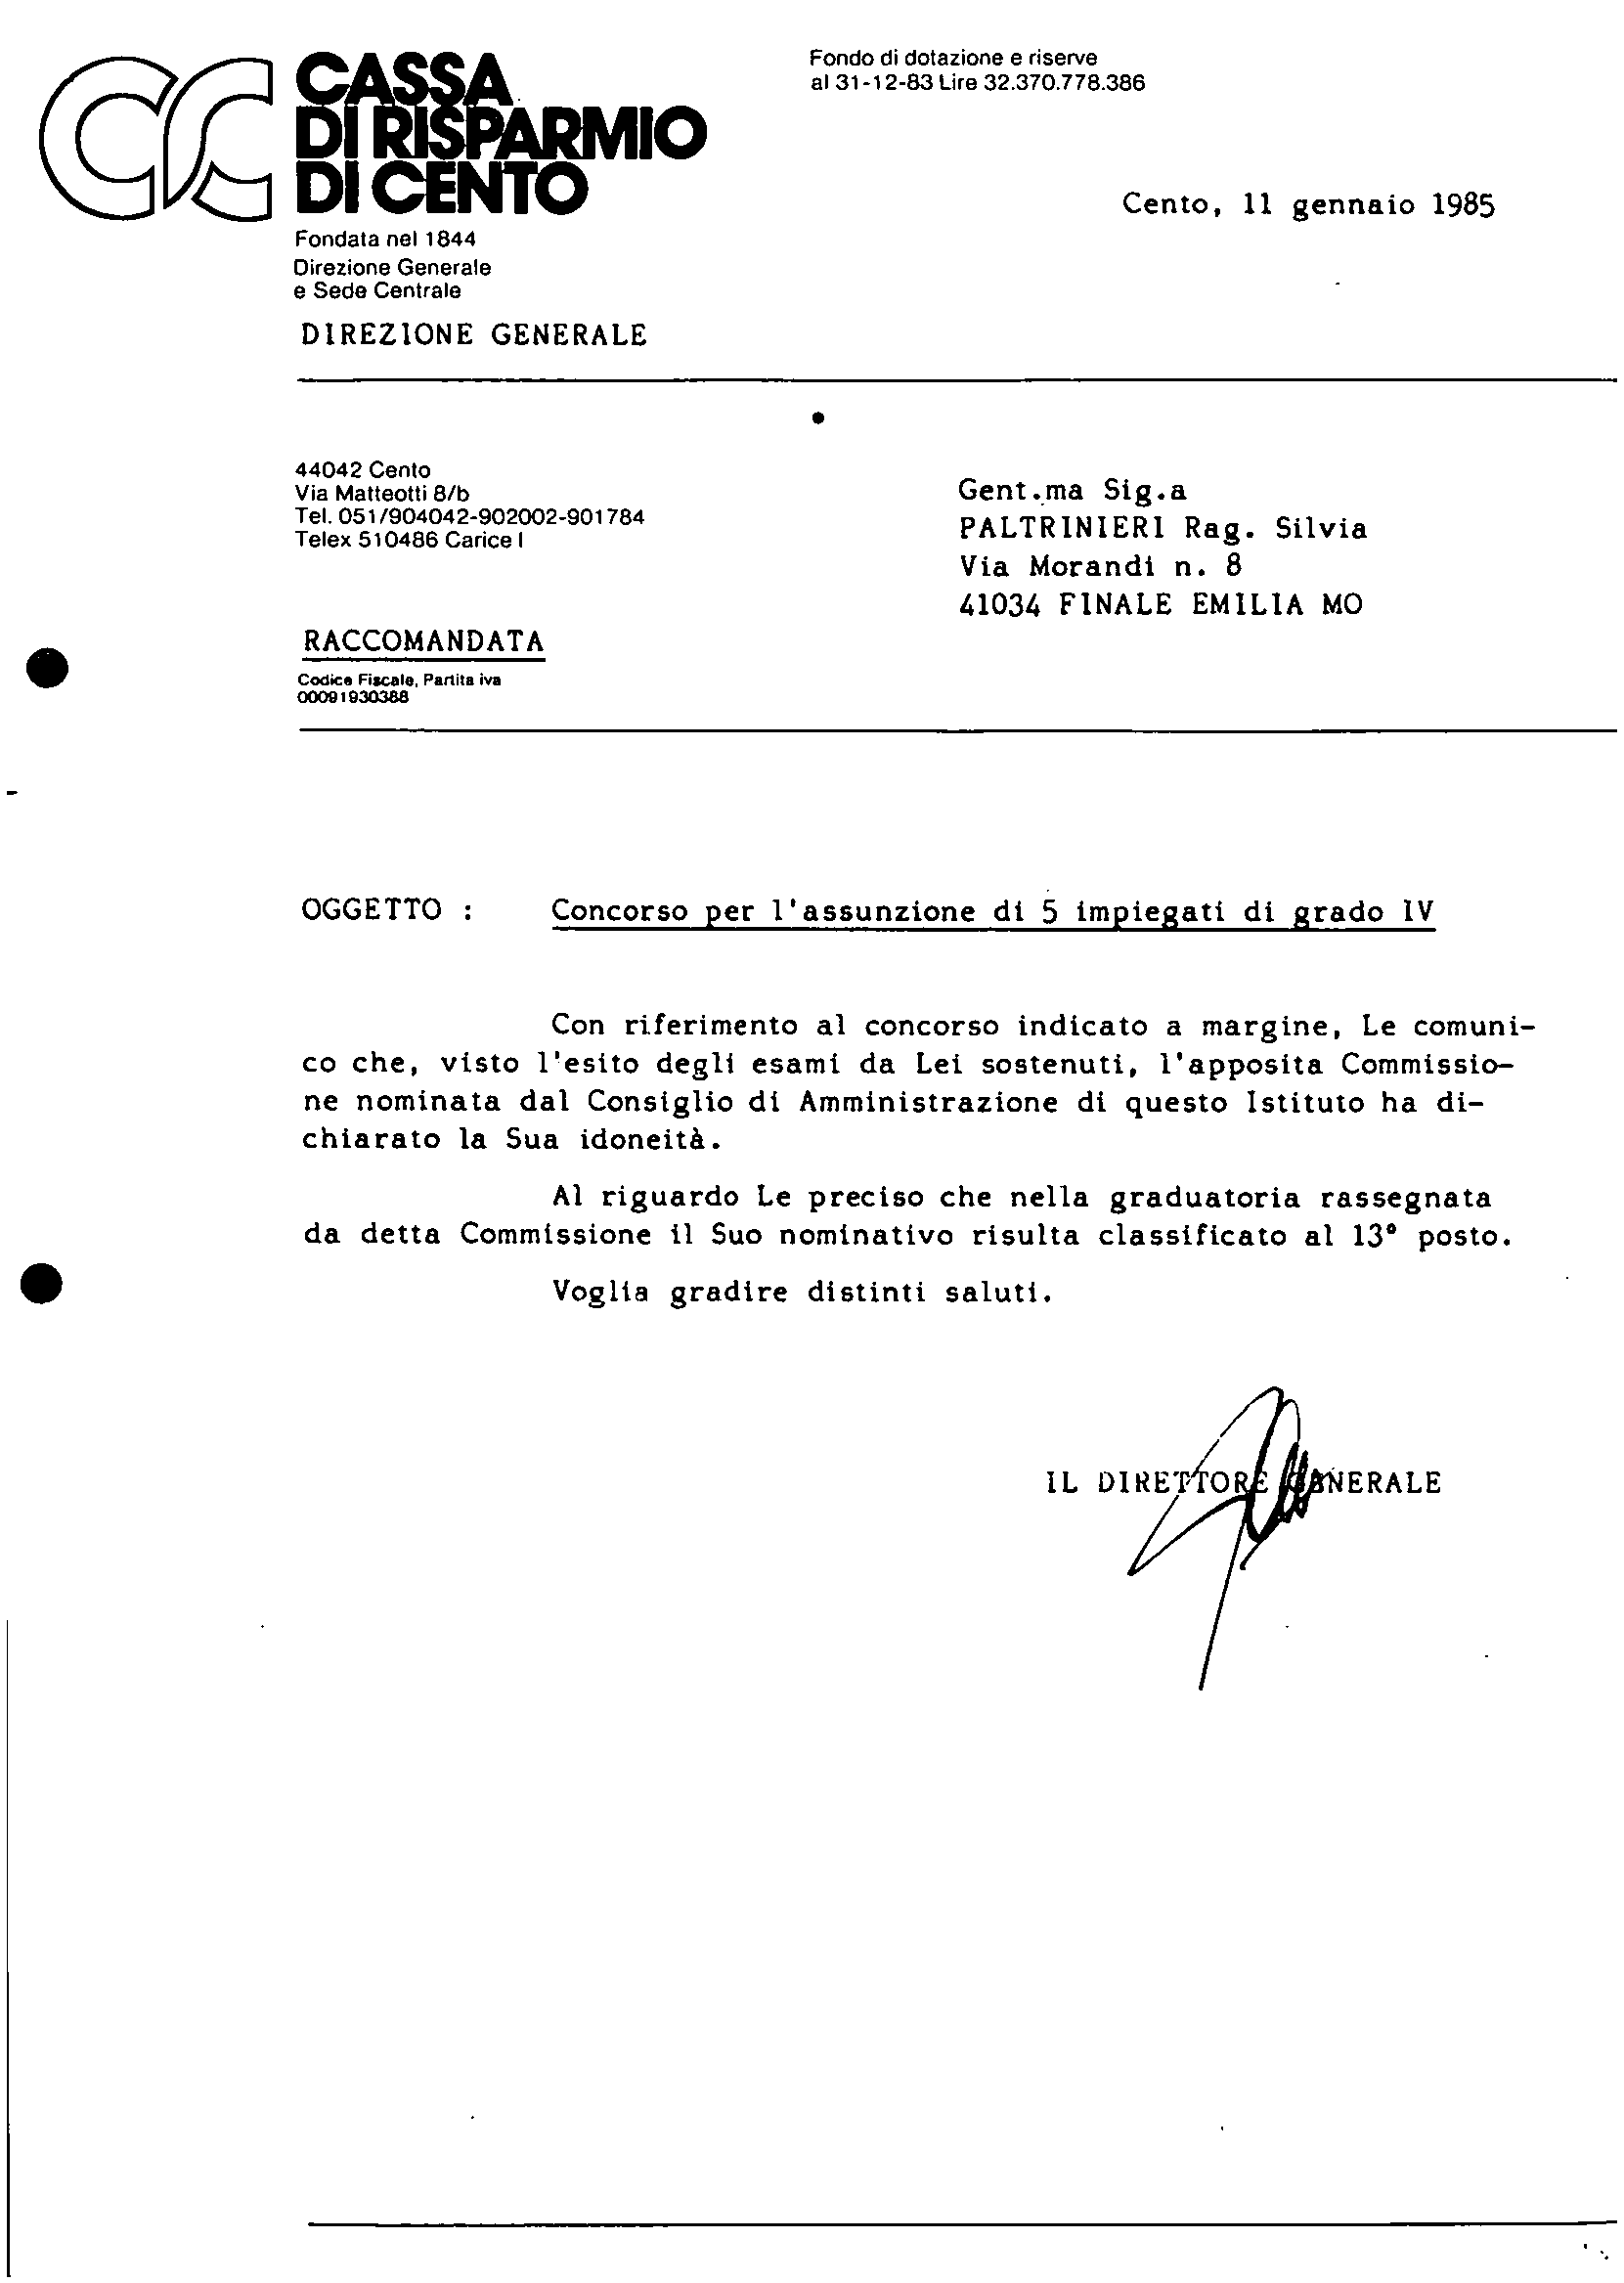 CASSA
DI RISPARMIO
DI CENTO
Fondata nel 1844
Direzione Generale
e Sede Centrale
DIREZIONE GENERALE
Fondo di dotazione e riserve
al 31-12-83 Lire 32.370.778.386
Cento, 11 gennaio 1985
44042 Cento
Via Matteotti 8/b
Tel. 051/904042-902002-901784
Telex 510486 Carice I
RACCOMANDATA
Codice Fiscale, Partita iva
00091930388
Gent.ma Sig.a
PALTRINIERI Rag. Silvia
Via Morandi n. 8
41034 FINALE EMILIA MO
OGGETTO : Concorso per l'assunzione di 5 impiegati di grado IV
Con riferimento al concorso indicato a margine, Le comuni-
co che, visto l'esito degli esami da Lei sostenuti, l'apposita Commissio-
ne nominata dal Consiglio di Amministrazione di questo Istituto ha di-
chiarato la Sua idoneità.
Al riguardo Le preciso che nella graduatoria rassegnata
da detta Commissione il Suo nominativo risulta classificato al 13° posto.
Voglia gradire distinti saluti.
IL DIRETTORE GENERALE